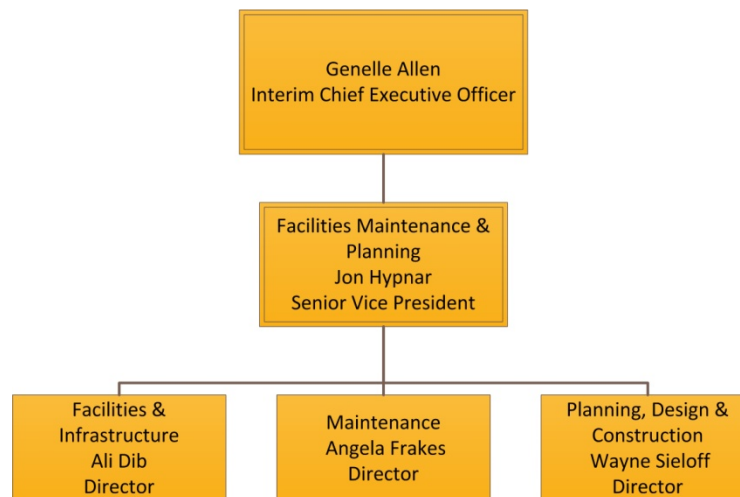 Genelle Allen
Interim Chief Executive Officer
Facilities Maintenance &
Planning
Jon Hypnar
Senior Vice President
Facilities &
Infrastructure
Ali Dib
Director
Maintenance
Angela Frakes
Director
Planning, Design &
Construction
Wayne Sieloff
Director